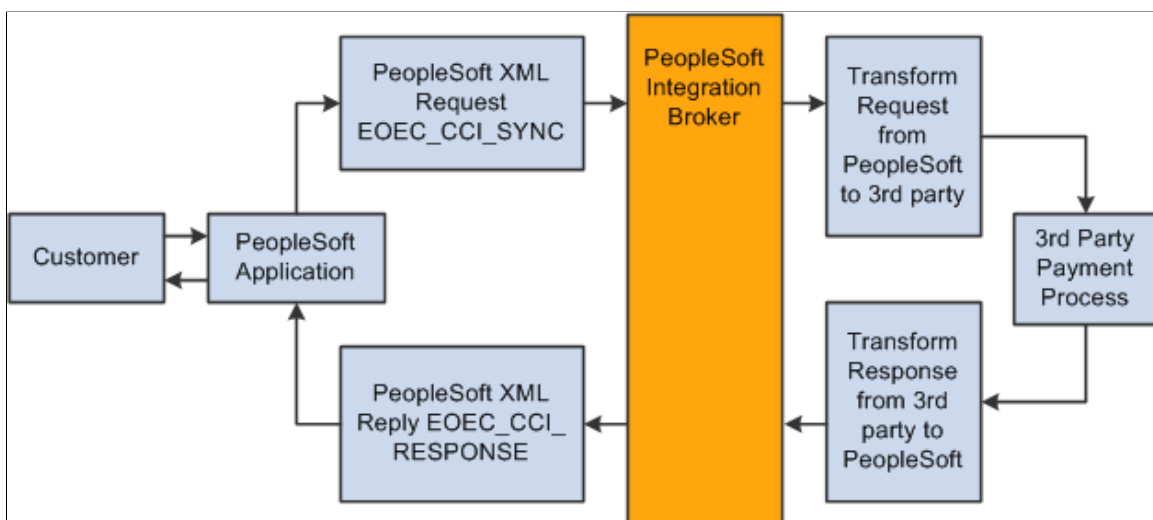 Customer
PeopleSoft
Application
PeopleSoft XML
Request
EOEC_CCI_SYNC
PeopleSoft
Integration
Broker
Transform
Request
from
PeopleSoft
to 3rd party
3rd Party
Payment
Process
Transform
Response
from 3rd
party to
PeopleSoft
PeopleSoft XML
Reply EOEC_CCI_
RESPONSE